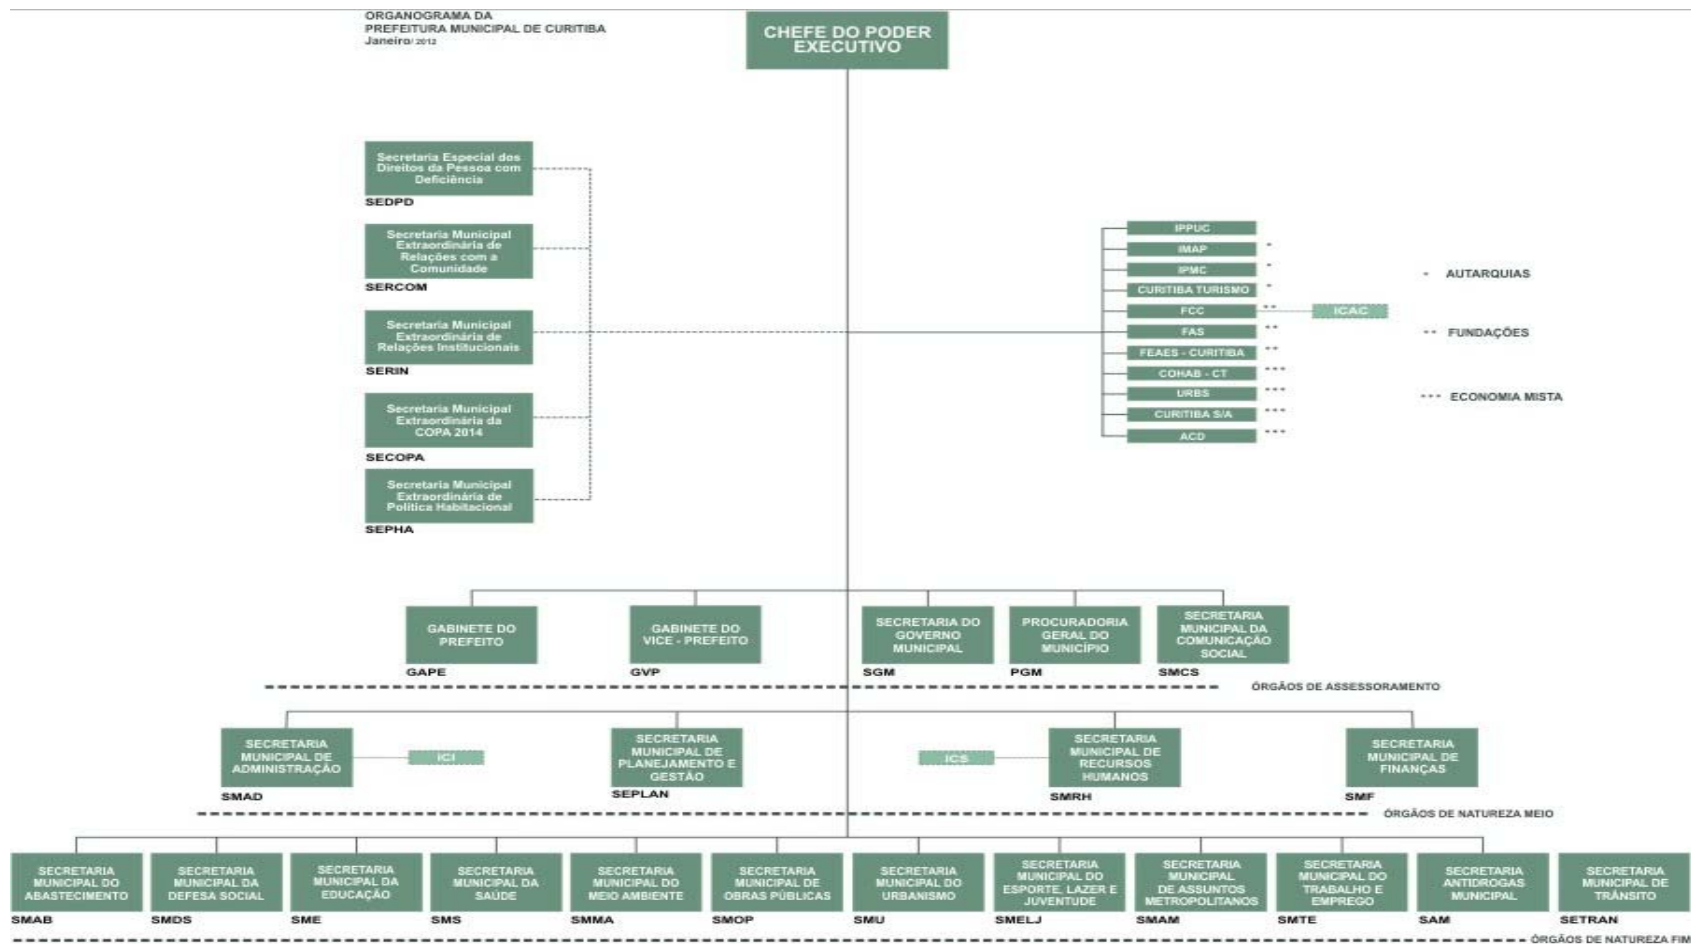 ORGANOGRAMA DA
PREFEITURA MUNICIPAL DE CURITIBA
Janeiro/ 2012
CHEFE DO PODER
EXECUTIVO
Secretaria Especial dos
Direitos da Pessoa com
Deficiência
SEDPD
Secretaria Municipal
Extraordinária de
Relações com a
Comunidade
SERCOM
Secretaria Municipal
Extraordinária de
Relações Institucionais
SERIN
Secretaria Municipal
Extraordinária da
COPA 2014
SECOPA
Secretaria Municipal
Extraordinária de
Política Habitacional
SEPHA
IPPUC
IMAP *
IPMC *
CURITIBA TURISMO *
FCC **
ICAC
FAS **
FEAES - CURITIBA **
COHAB - CT ***
URBS ***
CURITIBA S/A ***
ACD ***
* AUTARQUIAS
** FUNDAÇÕES
*** ECONOMIA MISTA
GABINETE DO
PREFEITO
GAPE
GABINETE DO
VICE - PREFEITO
GVP
SECRETARIA DO
GOVERNO
MUNICIPAL
SGM
PROCURADORIA
GERAL DO
MUNICÍPIO
PGM
SECRETARIA
MUNICIPAL DA
COMUNICAÇÃO
SOCIAL
SMCS
ÓRGÃOS DE ASSESSORAMENTO
SECRETARIA
MUNICIPAL DE
ADMINISTRAÇÃO
SMAD
ICI
SECRETARIA
MUNICIPAL DE
PLANEJAMENTO E
GESTÃO
SEPLAN
ICS
SECRETARIA
MUNICIPAL DE
RECURSOS
HUMANOS
SMRH
SECRETARIA
MUNICIPAL DE
FINANÇAS
SMF
ÓRGÃOS DE NATUREZA MEIO
SECRETARIA
MUNICIPAL DO
ABASTECIMENTO
SMAB
SECRETARIA
MUNICIPAL DA
DEFESA SOCIAL
SMDS
SECRETARIA
MUNICIPAL DA
EDUCAÇÃO
SME
SECRETARIA
MUNICIPAL DA
SAÚDE
SMS
SECRETARIA
MUNICIPAL DO
MEIO AMBIENTE
SMMA
SECRETARIA
MUNICIPAL DE
OBRAS PÚBLICAS
SMOP
SECRETARIA
MUNICIPAL DO
URBANISMO
SMU
SECRETARIA
MUNICIPAL DO
ESPORTE, LAZER E
JUVENTUDE
SMELJ
SECRETARIA
MUNICIPAL
DE ASSUNTOS
METROPOLITANOS
SMAM
SECRETARIA
MUNICIPAL DO
TRABALHO E
EMPREGO
SMTE
SECRETARIA
ANTIDROGAS
MUNICIPAL
SAM
SECRETARIA
MUNICIPAL DE
TRÂNSITO
SETRAN
ÓRGÃOS DE NATUREZA FIM